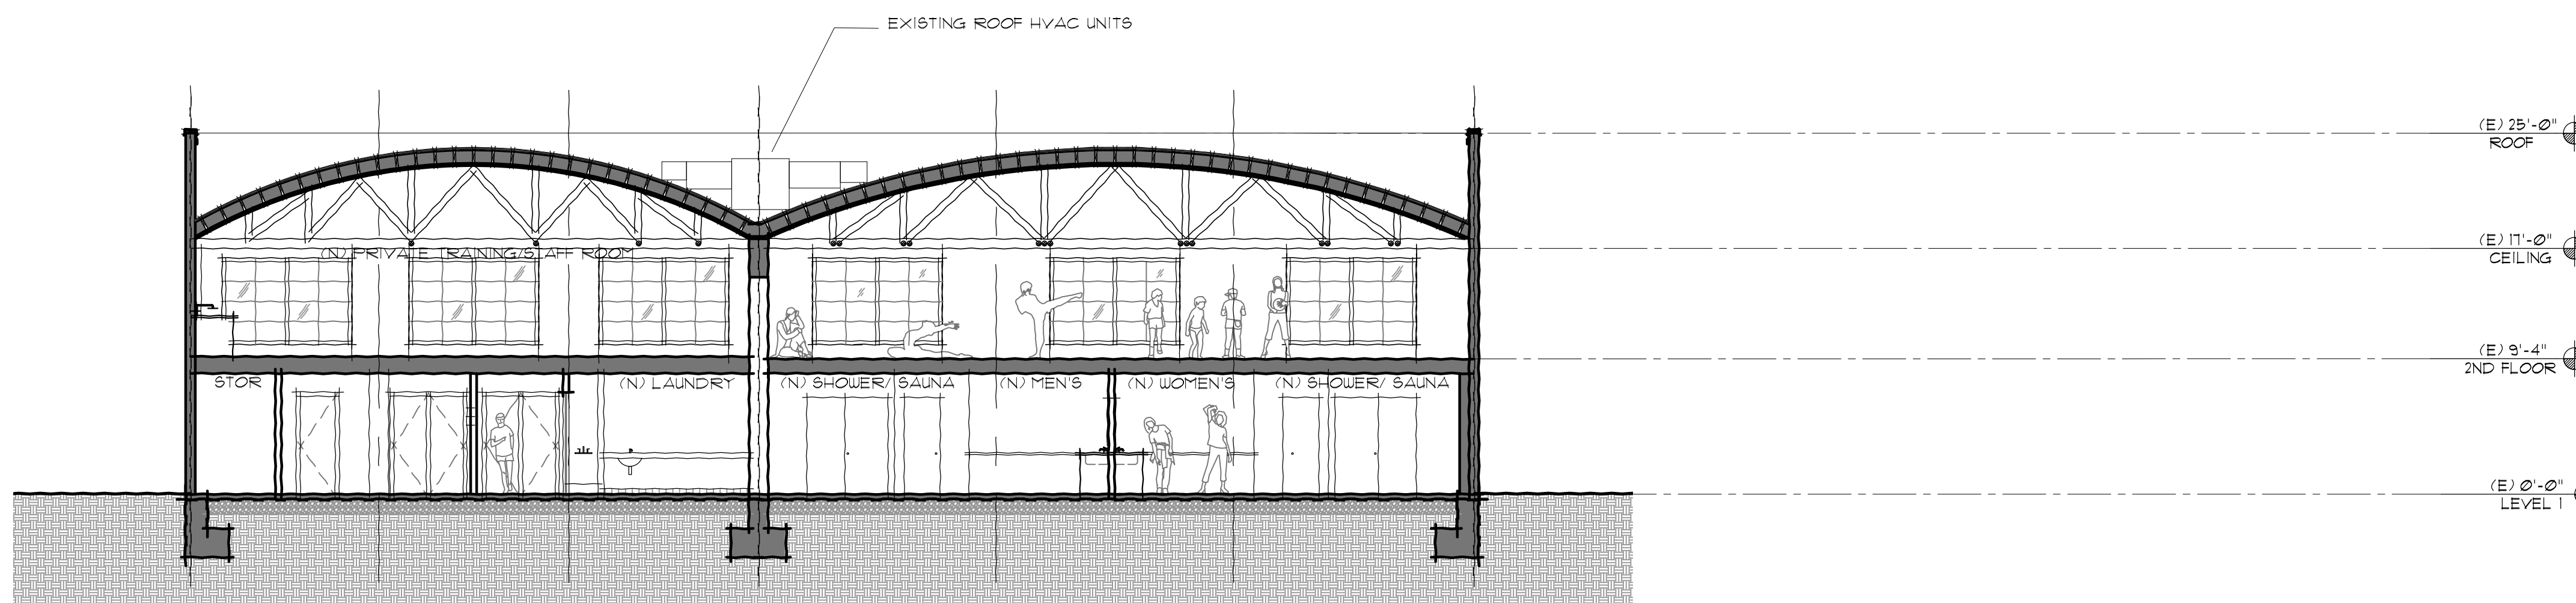 EXISTING ROOF HVAC UNITS
(E) 25'-0"
ROOF
(N) PRIVATE TRAINING/STAFF ROOM
(E) 17'-0"
CEILING
(E) 9'-4"
2ND FLOOR
STOR
(N) LAUNDRY
(N) SHOWER/ SAUNA
(N) MEN'S
(N) WOMEN'S
(N) SHOWER/ SAUNA
(E) 0'-0"
LEVEL 1